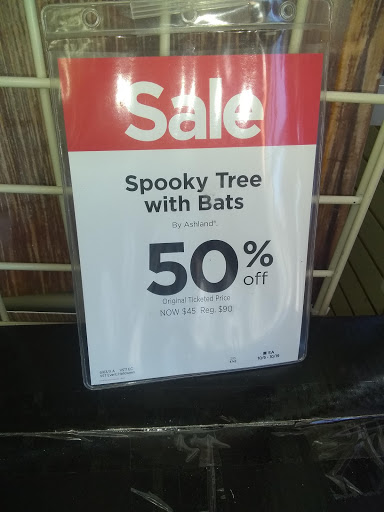 Sale
Spooky Tree
with Bats
By Ashland®.
50% off
Original Ticketed Price
NOW $45 Reg. $90